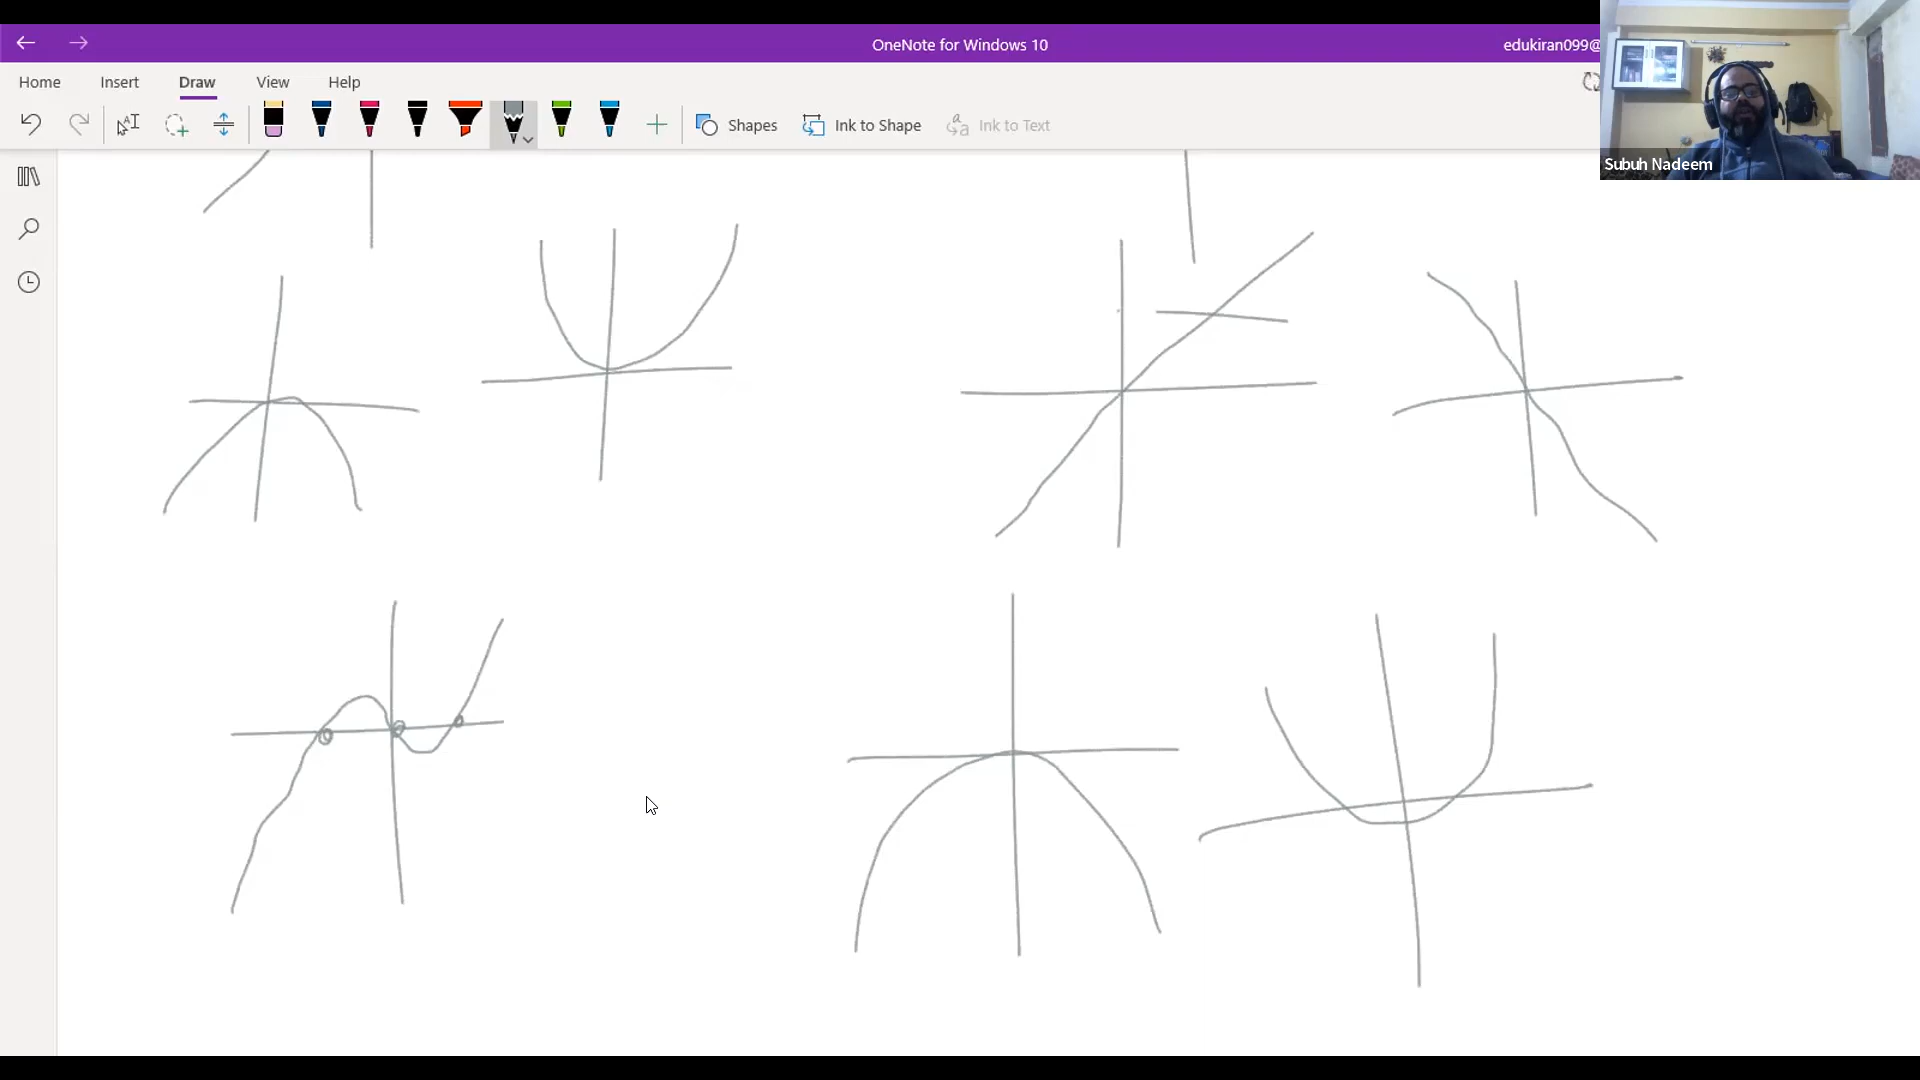 OneNote for Windows 10
edukiran099@
Home Insert Draw View Help
Shapes Ink to Shape Ink to Text
Subuh Nadeem